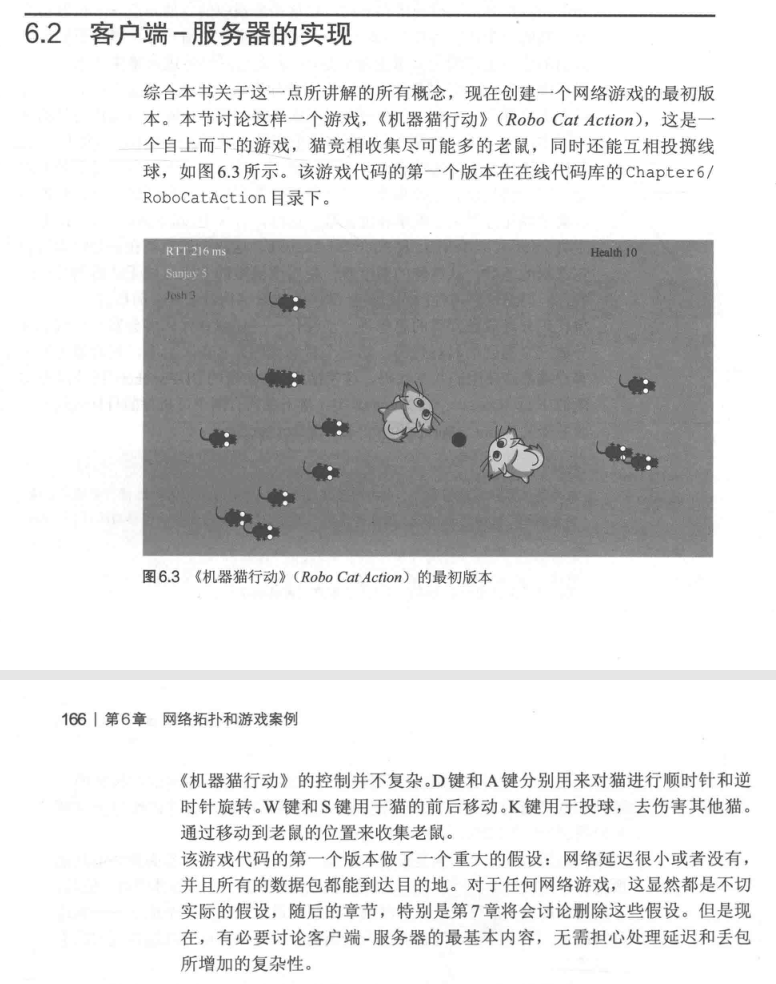 6.2 客户端-服务器的实现
综合本书关于这一点所讲解的所有概念，现在创建一个网络游戏的最初版
本。本节讨论这样一个游戏，《机器猫行动》（Robo Cat Action），这是一
个自上而下的游戏，猫竞相收集尽可能多的老鼠，同时还能互相投掷线
球，如图6.3所示。该游戏代码的第一个版本在在线代码库的Chapter6/
RoboCatAction目录下。
RTT 216 ms
Health 10
Sanjay 5
Josh 3
图6.3 《机器猫行动》（Robo Cat Action）的最初版本
166 | 第6章 网络拓扑和游戏案例
《机器猫行动》的控制并不复杂。D键和A键分别用来对猫进行顺时针和逆
时针旋转。W键和S键用于猫的前后移动。K键用于投球，去伤害其他猫。
通过移动到老鼠的位置来收集老鼠。
该游戏代码的第一个版本做了一个重大的假设：网络延迟很小或者没有，
并且所有的数据包都能到达目的地。对于任何网络游戏，这显然都是不切
实际的假设，随后的章节，特别是第7章将会讨论删除这些假设。但是现
在，有必要讨论客户端-服务器的最基本内容，无需担心处理延迟和丢包
所增加的复杂性。